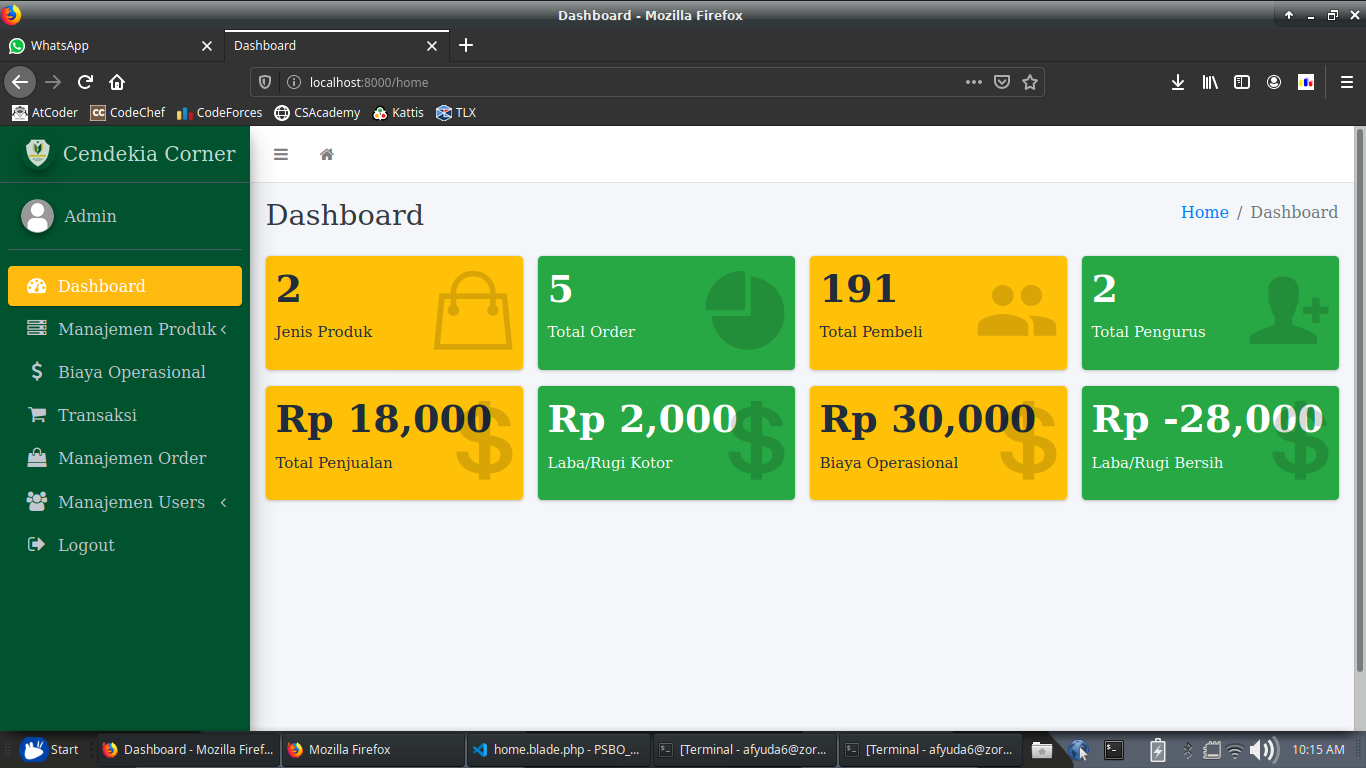 Dashboard - Mozilla Firefox
WhatsApp
Dashboard
localhost:8000/home
AtCoder
CC CodeChef
CodeForces
CSAcademy
Kattis
TLX
Cendekia Corner
Admin
Dashboard
Manajemen Produk
Biaya Operasional
Transaksi
Manajemen Order
Manajemen Users
Logout
Dashboard
Home / Dashboard
2
Jenis Produk
5
Total Order
191
Total Pembeli
2
Total Pengurus
Rp 18,000
Total Penjualan
Rp 2,000
Laba/Rugi Kotor
Rp 30,000
Biaya Operasional
Rp -28,000
Laba/Rugi Bersih
Start
Dashboard - Mozilla Firef...
Mozilla Firefox
home.blade.php - PSBO_...
[Terminal - afyuda6@zor...
[Terminal - afyuda6@zor...
10:15 AM